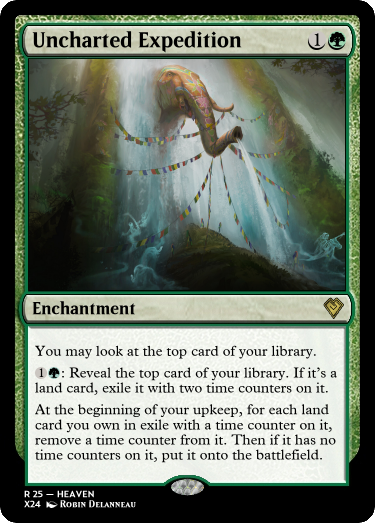 Uncharted Expedition 1
Enchantment
You may look at the top card of your library.
1: Reveal the top card of your library. If it's a
land card, exile it with two time counters on it.
At the beginning of your upkeep, for each land
card you own in exile with a time counter on it,
remove a time counter from it. Then if it has no
time counters on it, put it onto the battlefield.
R 25 — HEAVEN
X24 Robin Delanneau